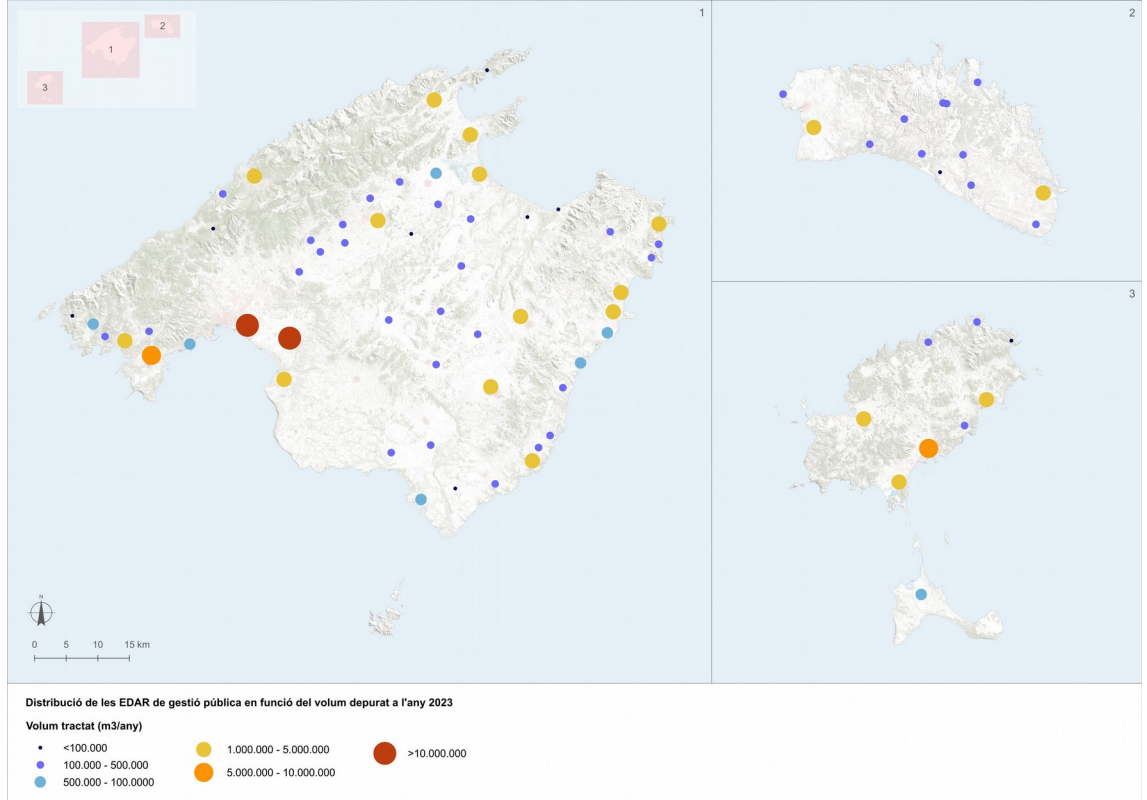 1
2
3
2
1
3
N
0 5 10 15 km
Distribució de les EDAR de gestió pública en funció del volum depurat a l'any 2023
Volum tractat (m3/any)
<100.000
100.000 - 500.000
500.000 - 100.0000
1.000.000 - 5.000.000
5.000.000 - 10.000.000
>10.000.000